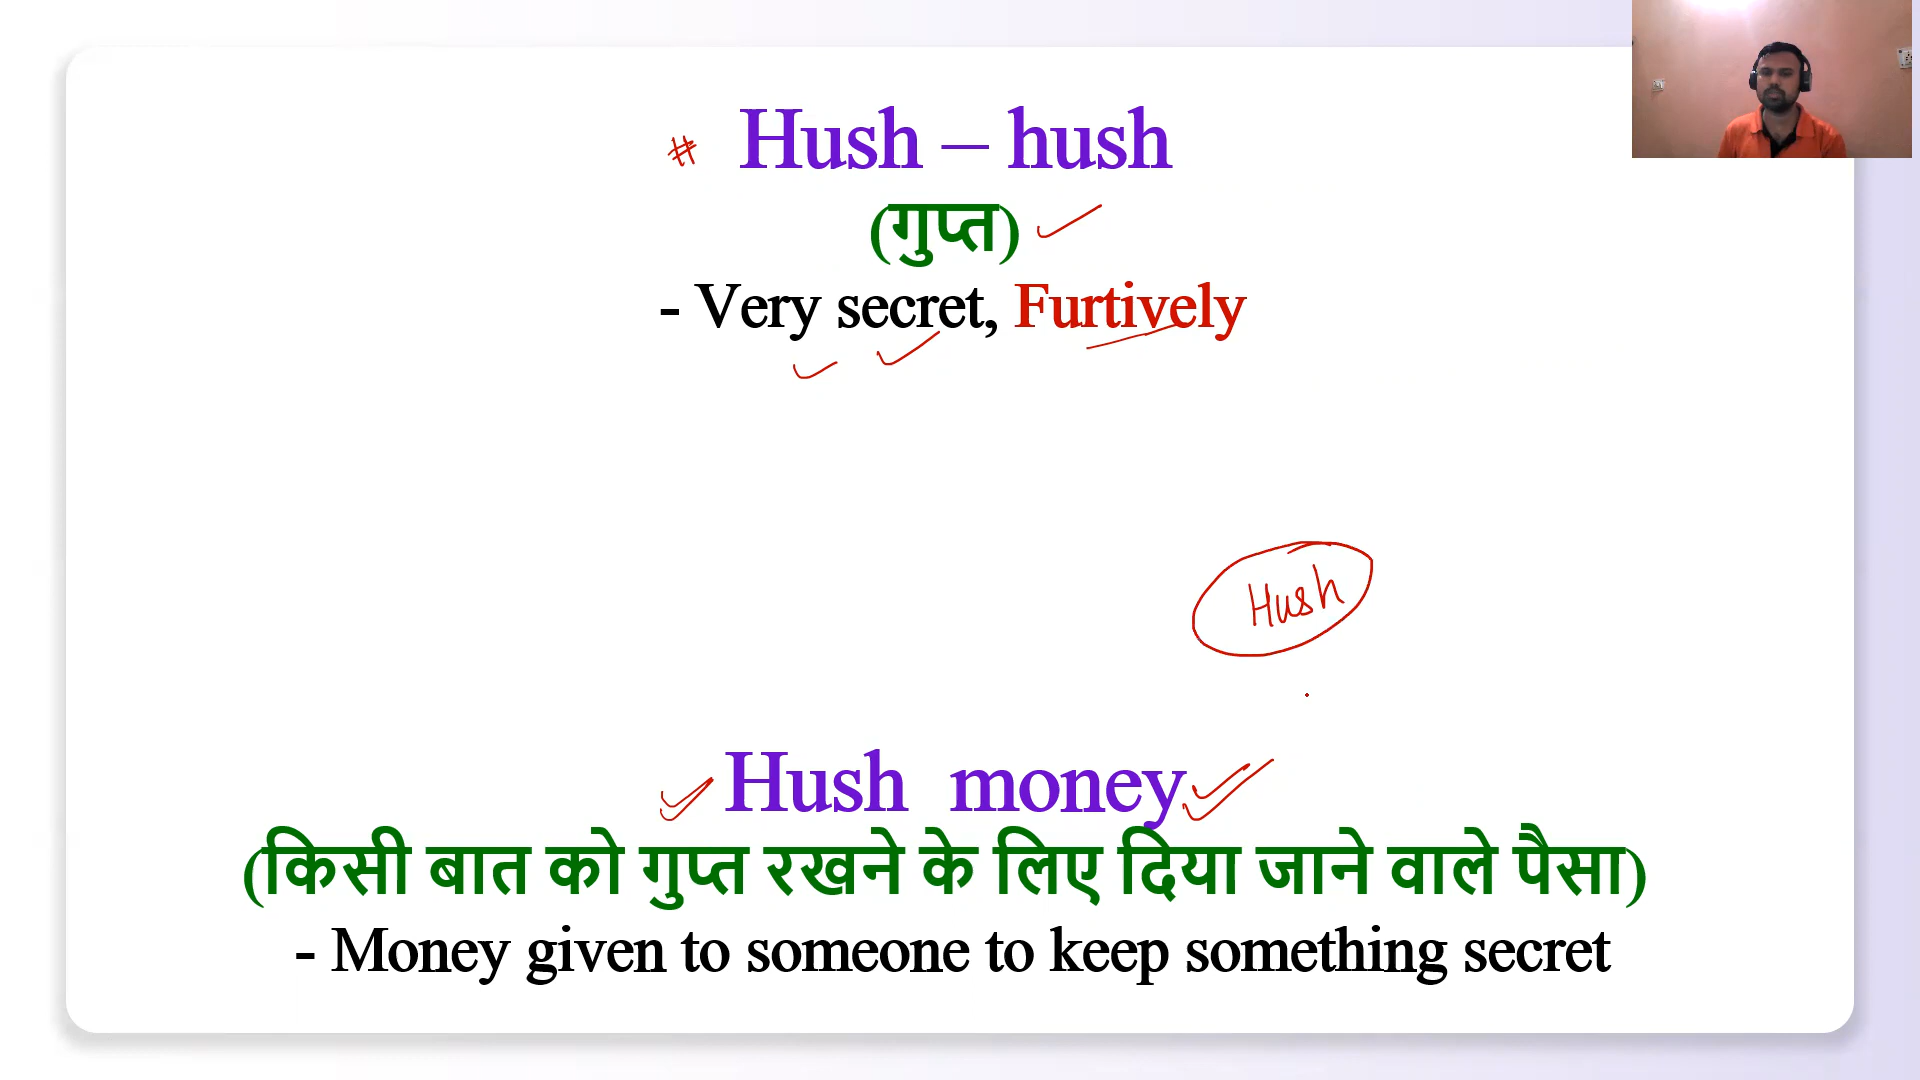 # Hush – hush
(गुप्त)
- Very secret, Furtively
Hush
Hush money
(किसी बात को गुप्त रखने के लिए दिया जाने वाले पैसा)
- Money given to someone to keep something secret